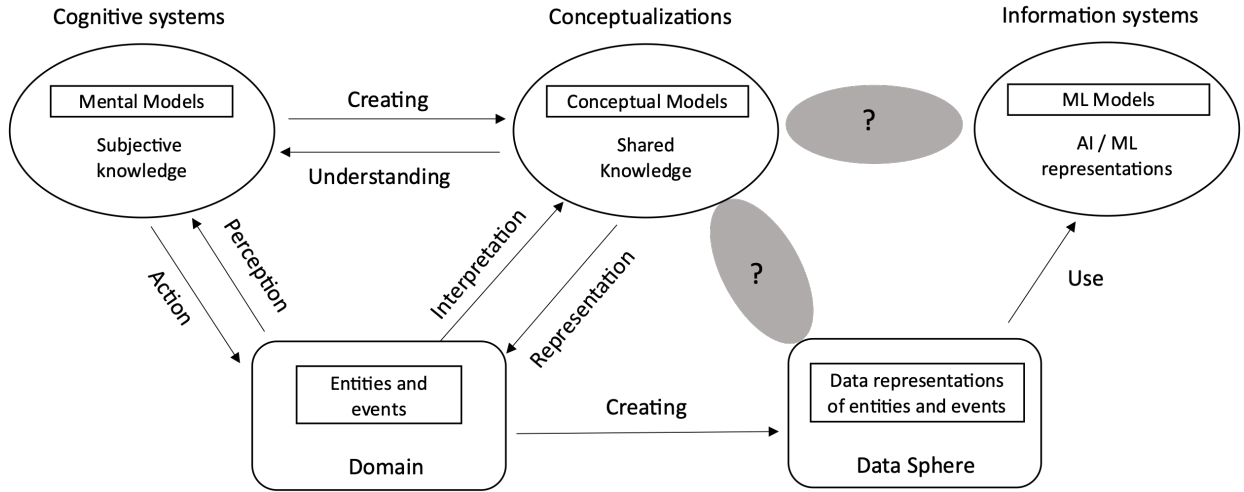 Cognitive systems
Conceptualizations
Information systems
Mental Models
Subjective
knowledge
Creating
Understanding
Conceptual Models
Shared
Knowledge
?
ML Models
AI / ML
representations
Perception
Action
Interpretation
Representation
?
Use
Entities and
events
Domain
Creating
Data representations
of entities and events
Data Sphere